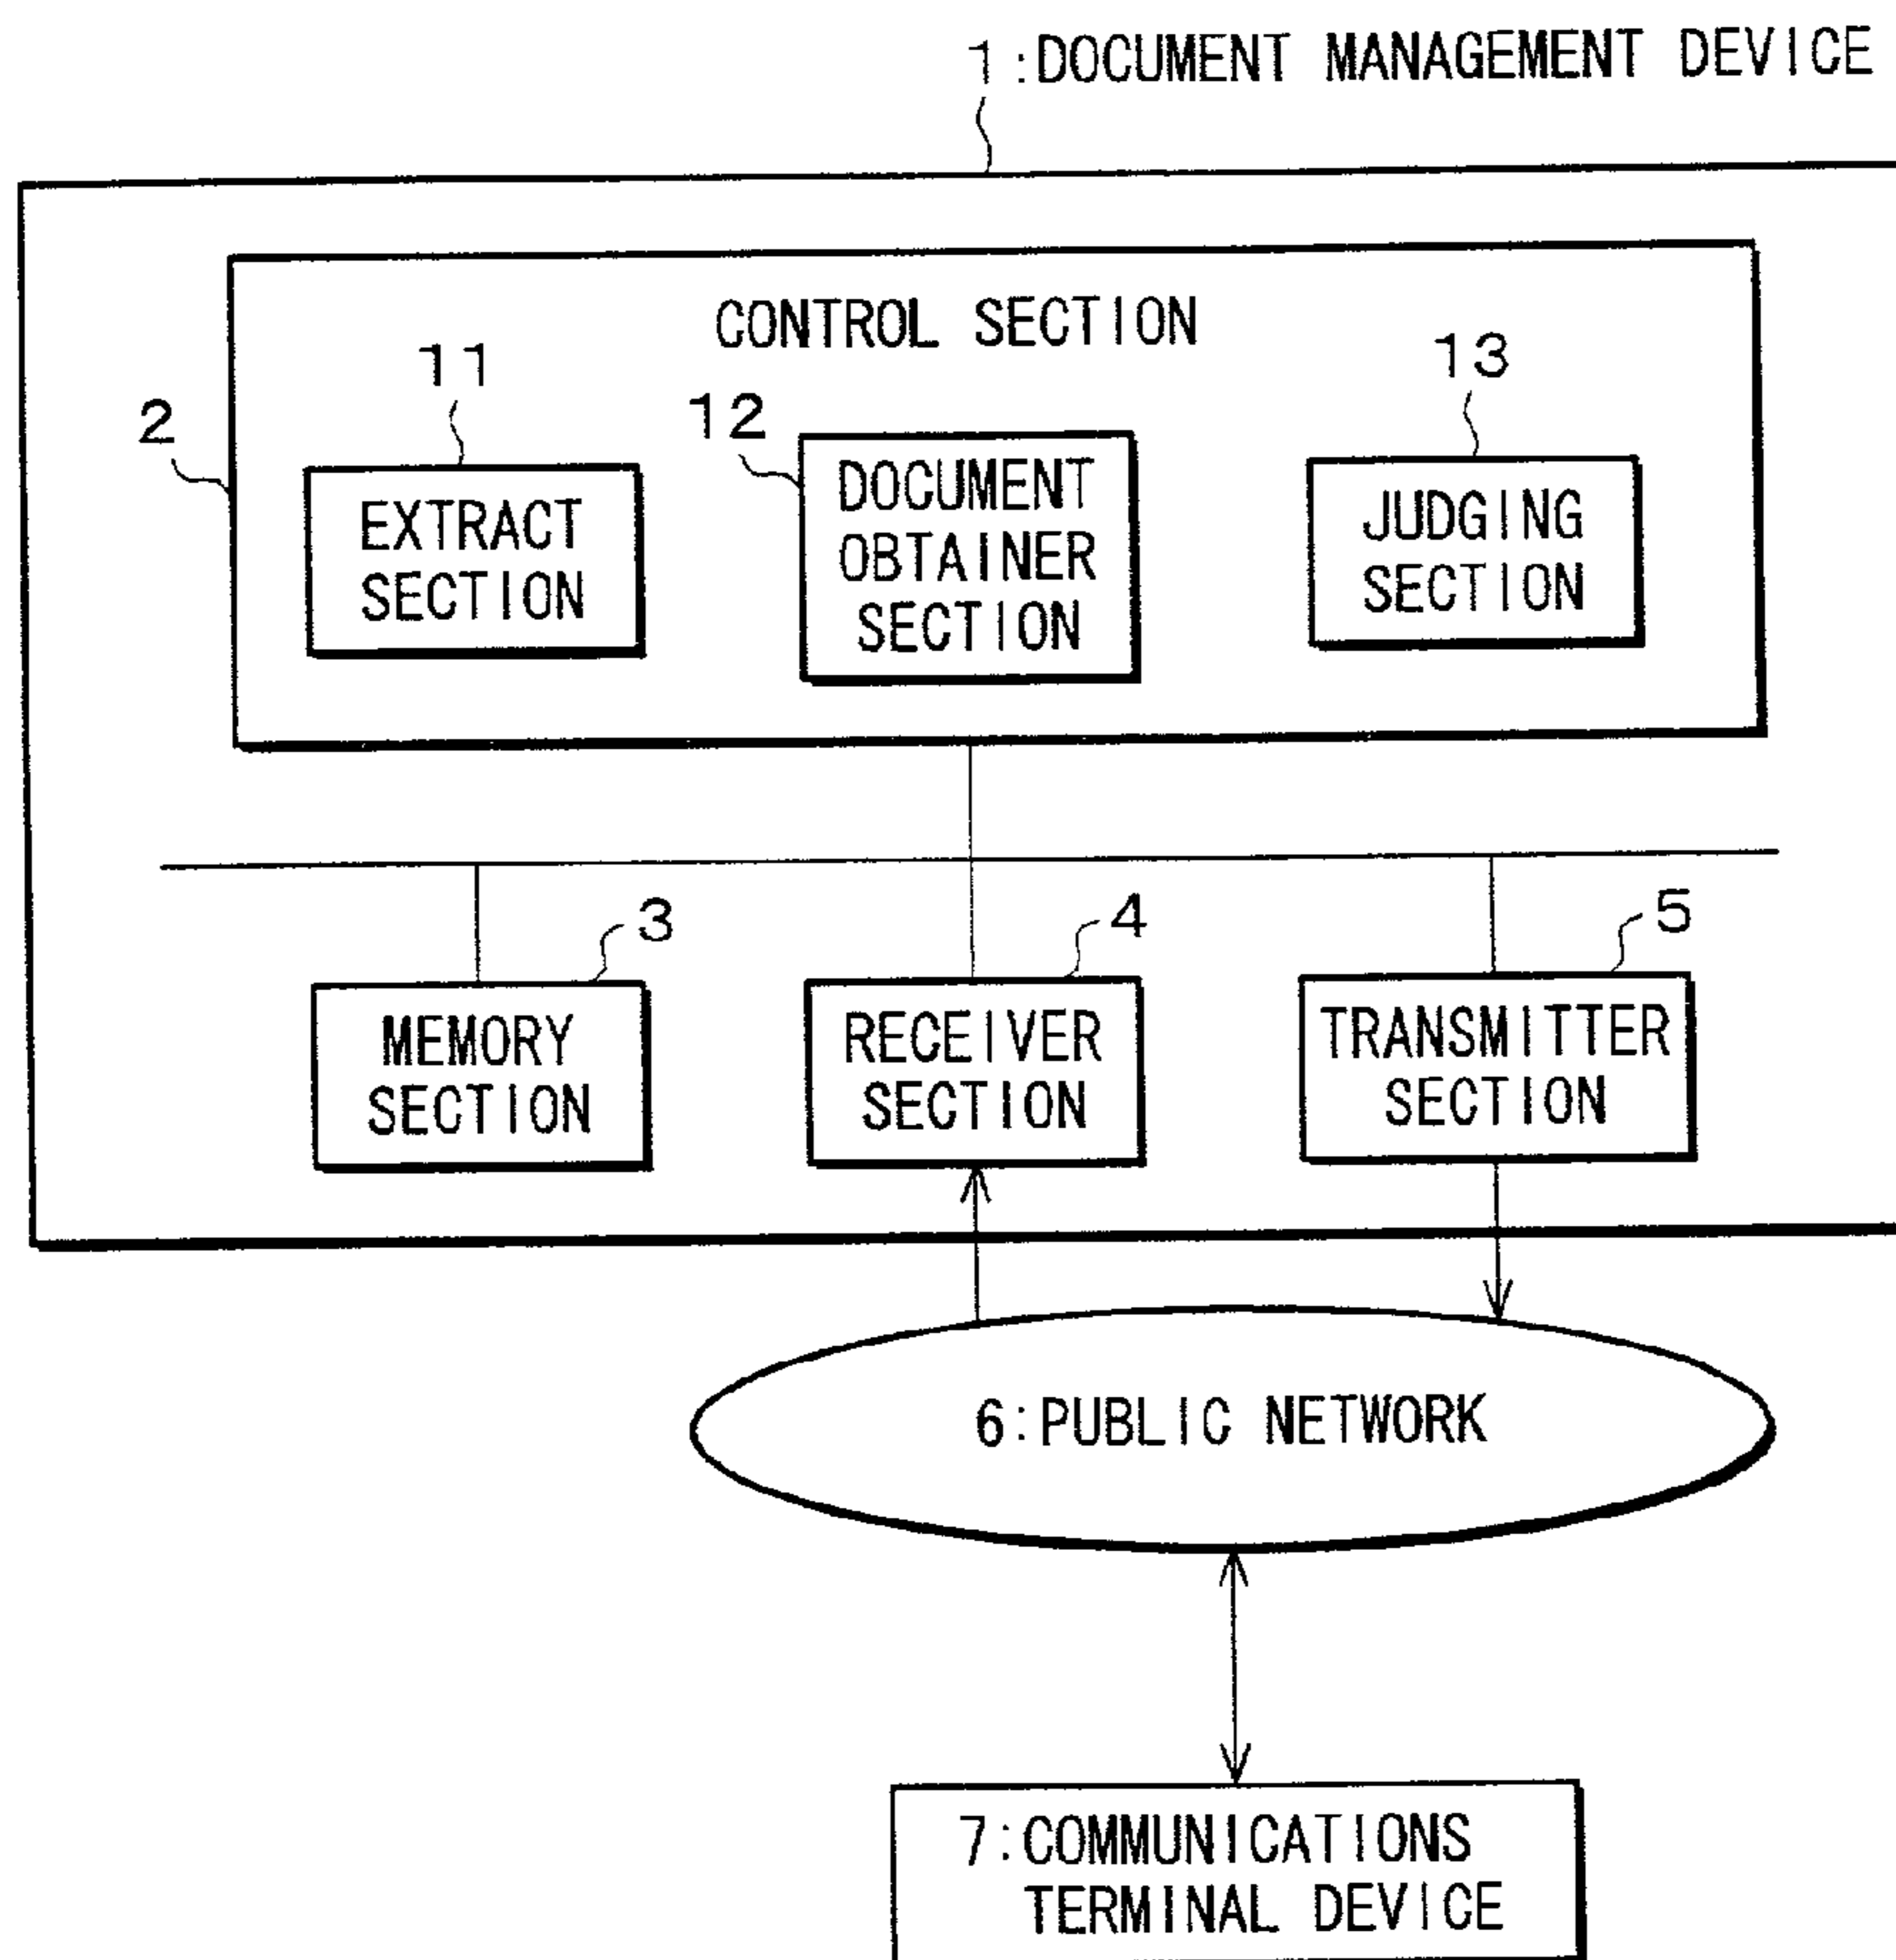 1:DOCUMENT MANAGEMENT DEVICE
CONTROL SECTION
11
13
2
12
EXTRACT
SECTION
DOCUMENT
OBTAINER
SECTION
JUDGING
SECTION
3
4
5
MEMORY
SECTION
RECEIVER
SECTION
TRANSMITTER
SECTION
6:PUBLIC NETWORK
7:COMMUNICATIONS
TERMINAL DEVICE